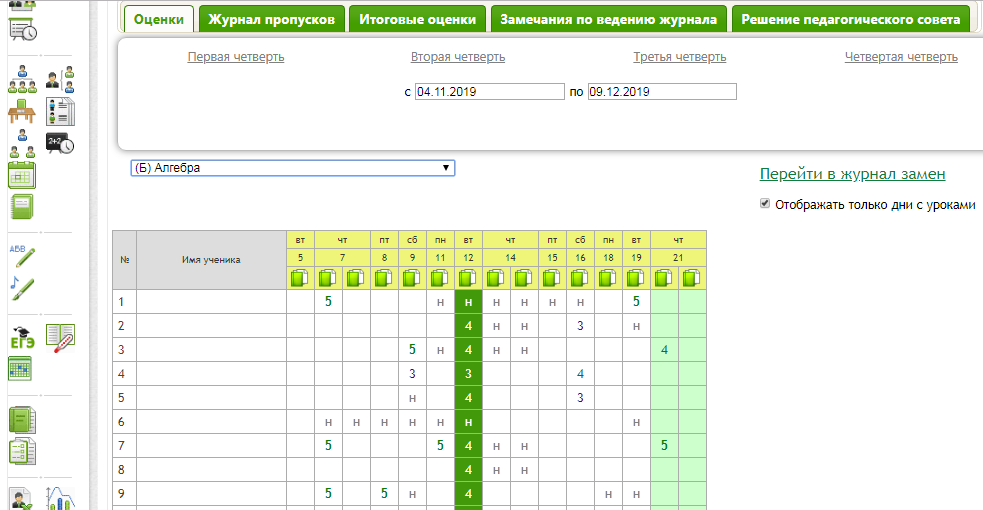 Оценки Журнал пропусков Итоговые оценки Замечания по ведению журнала Решение педагогического совета
Первая четверть Вторая четверть Третья четверть Четвертая четверть
с 04.11.2019 по 09.12.2019
(Б) Алгебра
Перейти в журнал замен
Отображать только дни с уроками
№ Имя ученика вт чт пт сб пн вт чт пт сб пн вт чт
5 7 8 9 11 12 14 15 16 18 19 21
1 5 н н н н н н 5
2 4 н н 3 н
3 5 н 4 н н 4
4 3 3 4
5 н 4 3
6 н н н н н н н
7 5 5 4 н н 5
8 4 н н
9 5 5 н 4 н н
АБВ
ЕГЭ
2+2